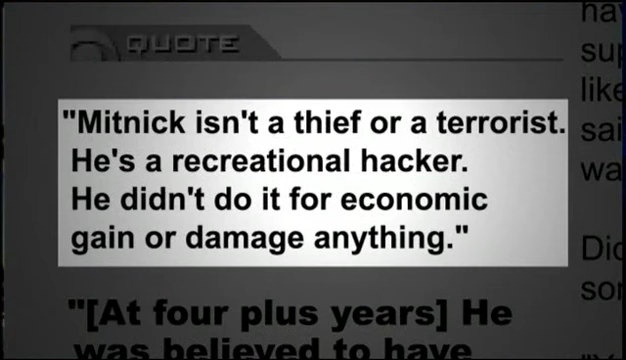 QUOTE
"Mitnick isn't a thief or a terrorist.
He's a recreational hacker.
He didn't do it for economic
gain or damage anything."
"[At four plus years] He
was believed to have